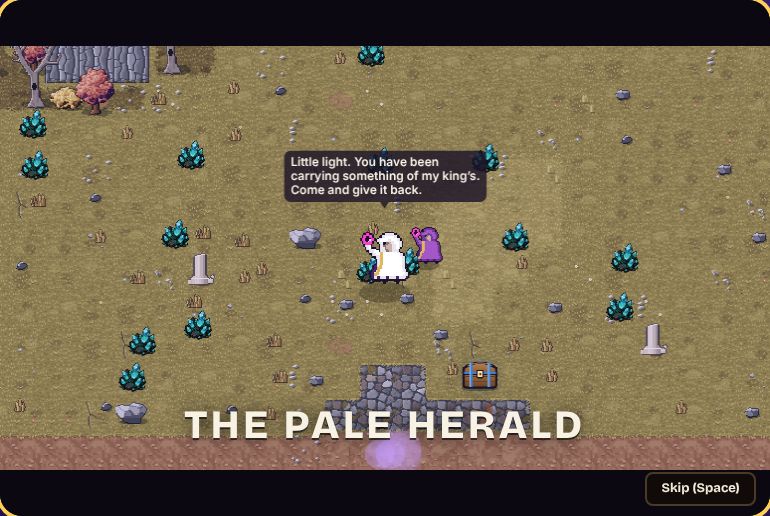 Little light. You have been
carrying something of my king's.
Come and give it back.
THE PALE HERALD
Skip (Space)